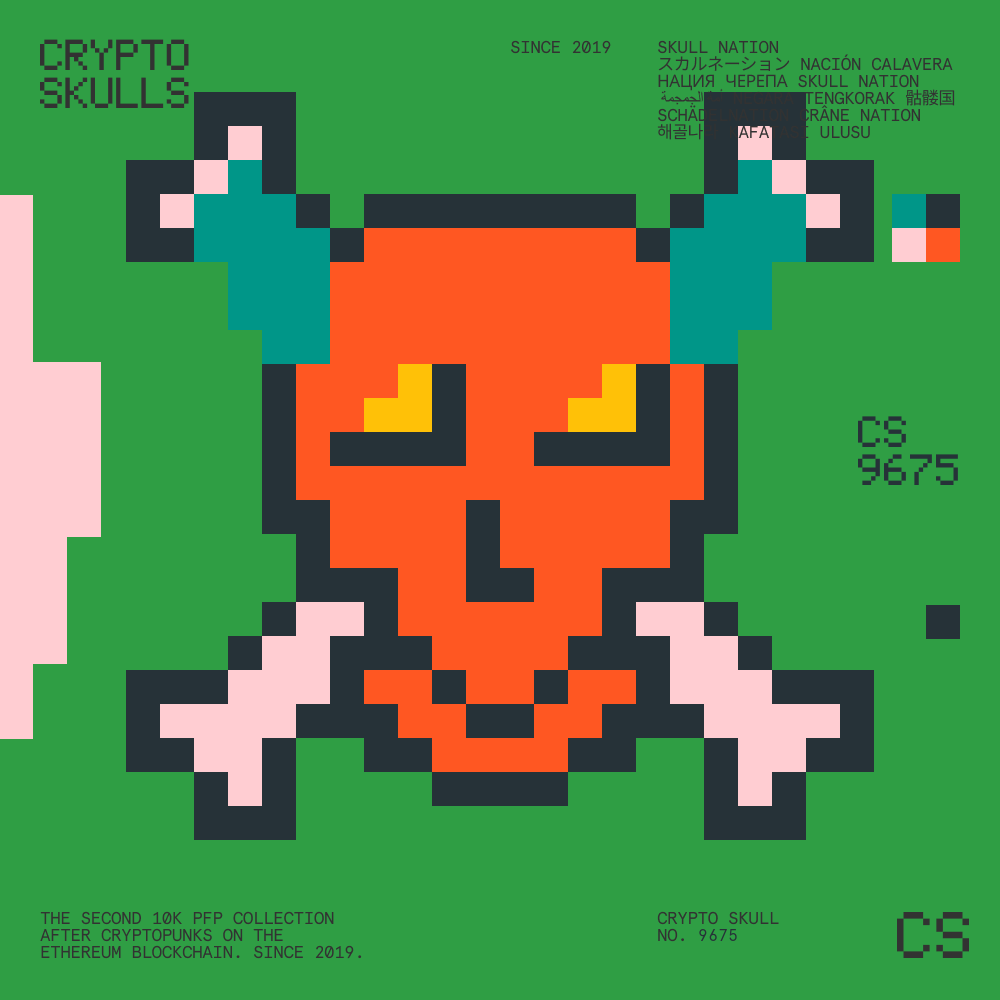 CRYPTO
SKULLS
SINCE 2019
SKULL NATION
スカルネーション NACIÓN CALAVERA
НАЦИЯ ЧЕРЕПА SKULL NATION
الجمجمة TENGKORAK 骷髅国
CRÂNE NATION
해골나 KAFA ULUSU
CS
9675
THE SECOND 10K PFP COLLECTION
AFTER CRYPTOPUNKS ON THE
ETHEREUM BLOCKCHAIN. SINCE 2019.
CRYPTO SKULL
NO. 9675
CS